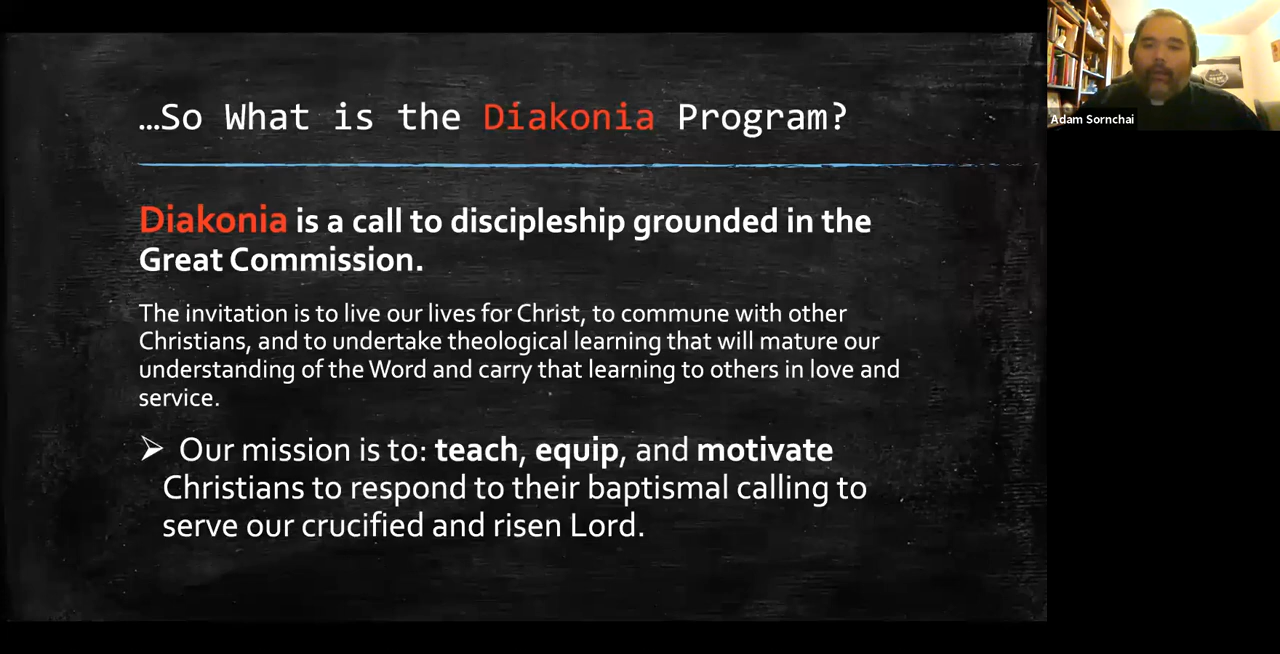 …So What is the Diakonia Program?
Diakonia is a call to discipleship grounded in the
Great Commission.
The invitation is to live our lives for Christ, to commune with other
Christians, and to undertake theological learning that will mature our
understanding of the Word and carry that learning to others in love and
service.
➢ Our mission is to: teach, equip, and motivate
Christians to respond to their baptismal calling to
serve our crucified and risen Lord.
Adam Sornchai